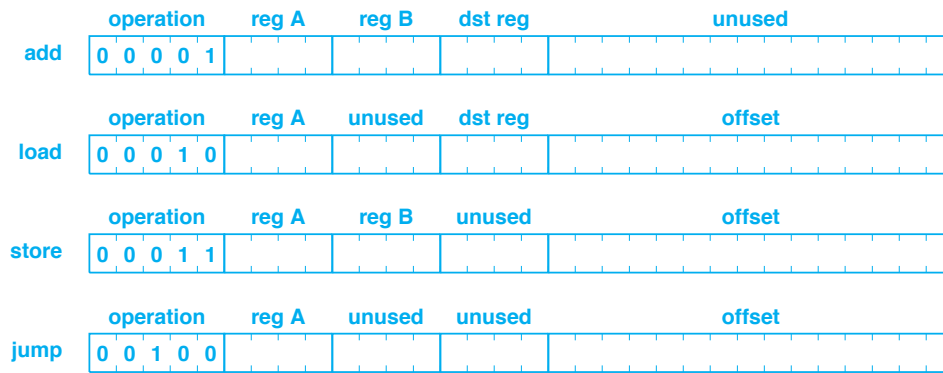 operation reg A reg B dst reg unused
add 0 0 0 0 1
operation reg A unused dst reg offset
load 0 0 0 1 0
operation reg A reg B unused offset
store 0 0 0 1 1
operation reg A unused unused offset
jump 0 0 1 0 0